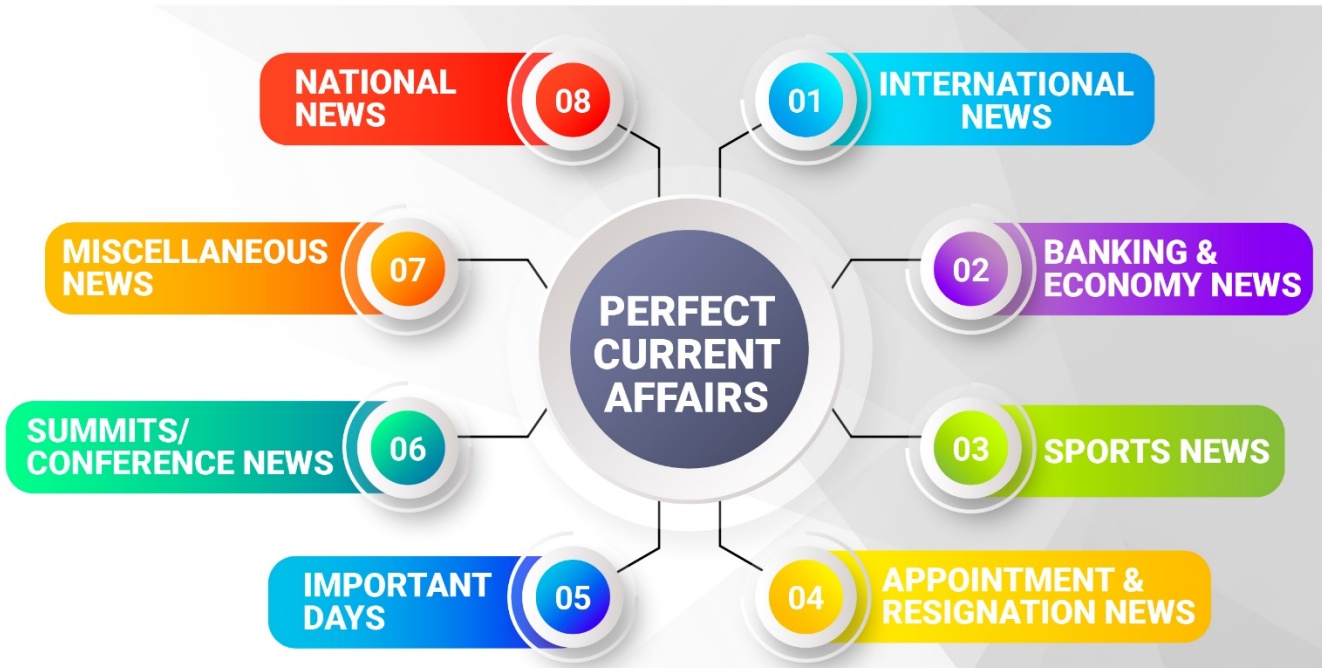 PERFECT
CURRENT
AFFAIRS
01
INTERNATIONAL
NEWS
02
BANKING &
ECONOMY NEWS
03
SPORTS NEWS
04
APPOINTMENT &
RESIGNATION NEWS
05
IMPORTANT
DAYS
06
SUMMITS/
CONFERENCE NEWS
07
MISCELLANEOUS
NEWS
08
NATIONAL
NEWS